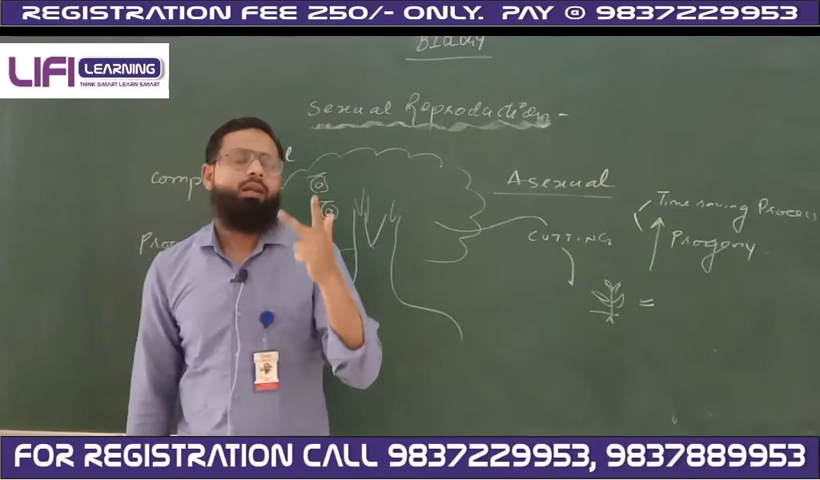 REGISTRATION FEE 250/- ONLY. PAY @ 9837229953
LIFI LEARNING
THINK SMART LEARN SMART
Biology
Sexual Reproduction -
Asexual
CUTTING
Time saving Process
Progeny
=
FOR REGISTRATION CALL 9837229953, 9837889953